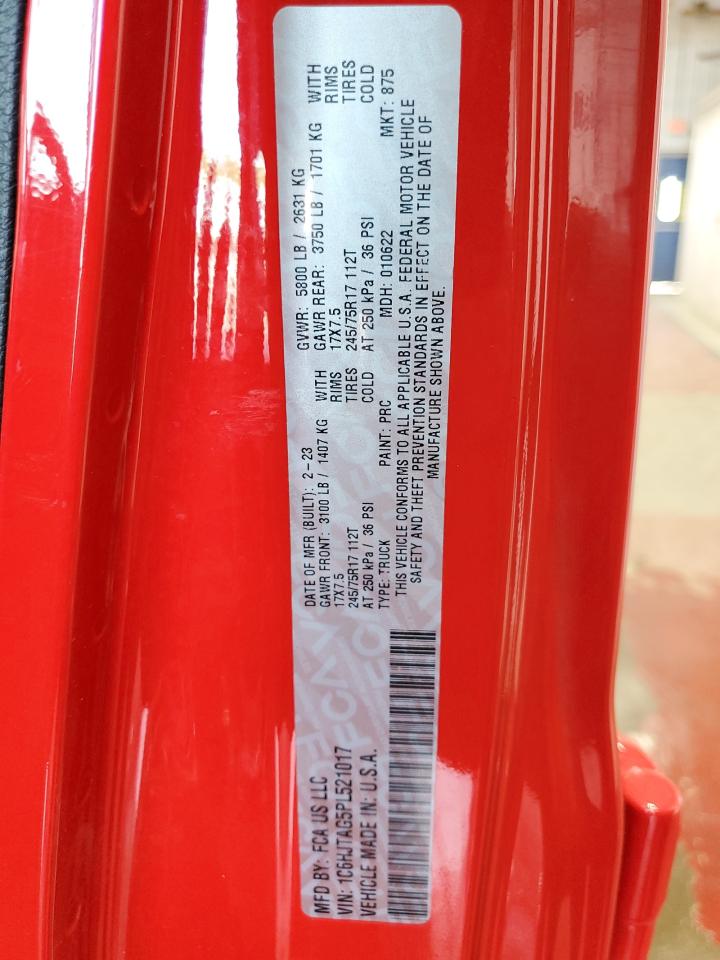 MFD BY: FCA US LLC
VIN: 1C6HJTAG5PL521017
VEHICLE MADE IN: U.S.A.
DATE OF MFR (BUILT): 2-23 GVWR: 5800 LB / 2631 KG
GAWR FRONT: 3100 LB / 1407 KG WITH GAWR REAR: 3750 LB / 1701 KG WITH
17X7.5 RIMS 17X7.5 RIMS
245/75R17 112T TIRES 245/75R17 112T TIRES
AT 250 kPa / 36 PSI COLD AT 250 kPa / 36 PSI COLD
TYPE: TRUCK PAINT: PRC MDH: 010622 MKT: 875
THIS VEHICLE CONFORMS TO ALL APPLICABLE U.S.A. FEDERAL MOTOR VEHICLE
SAFETY AND THEFT PREVENTION STANDARDS IN EFFECT ON THE DATE OF
MANUFACTURE SHOWN ABOVE.